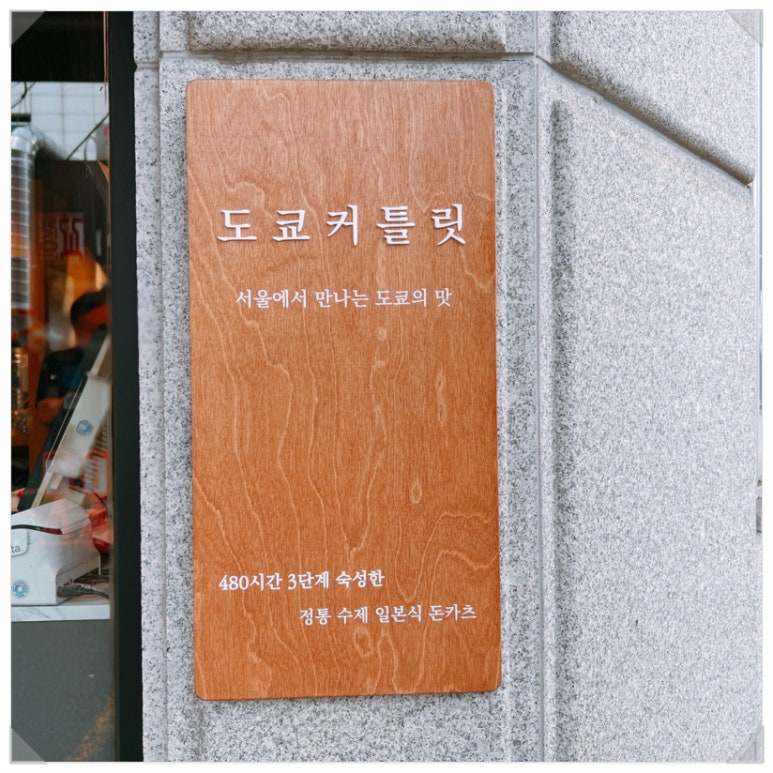 도쿄커틀릿
서울에서 만나는 도쿄의 맛
480시간 3단계 숙성한
정통 수제 일본식 돈카츠